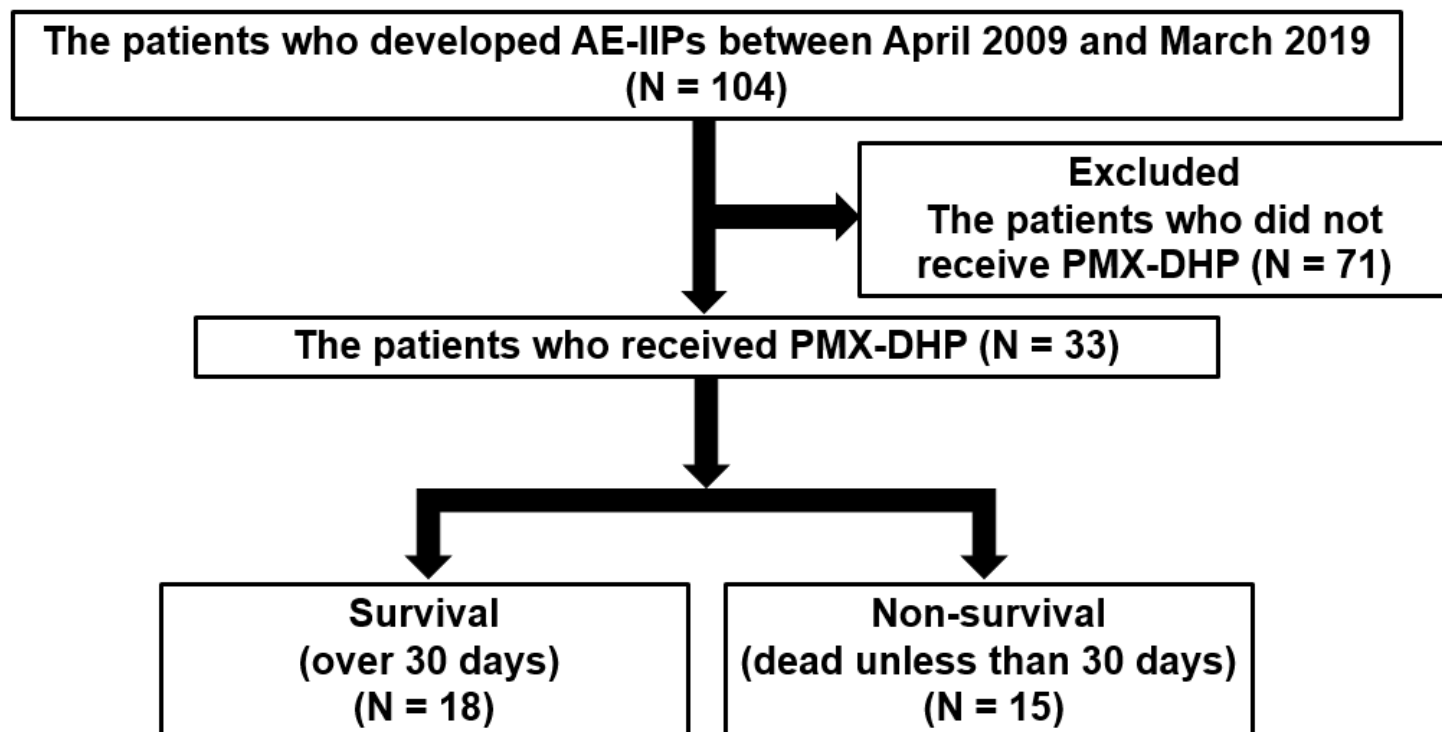 The patients who developed AE-IIPs between April 2009 and March 2019
(N = 104)
Excluded
The patients who did not
receive PMX-DHP (N = 71)
The patients who received PMX-DHP (N = 33)
Survival
(over 30 days)
(N = 18)
Non-survival
(dead unless than 30 days)
(N = 15)